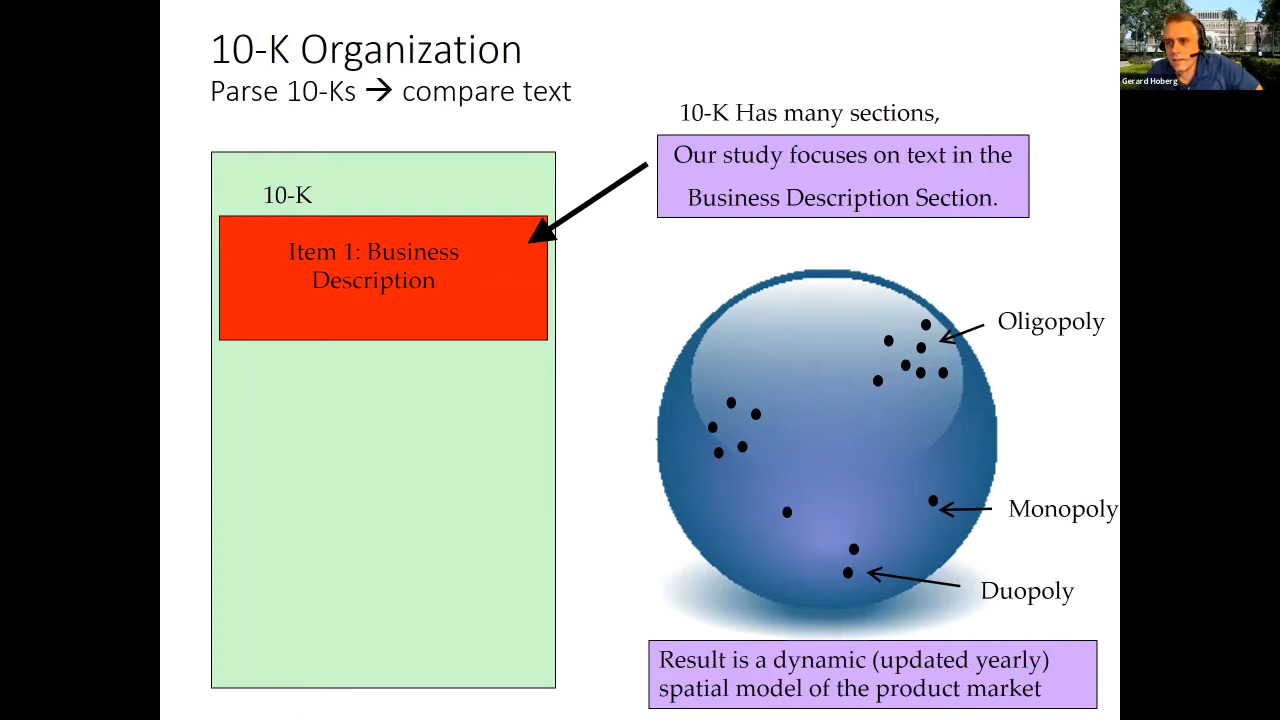 10-K Organization
Parse 10-Ks → compare text
10-K Has many sections,
Our study focuses on text in the
Business Description Section.
10-K
Item 1: Business
Description
Oligopoly
Monopoly
Duopoly
Result is a dynamic (updated yearly)
spatial model of the product market
Gerard Hoberg